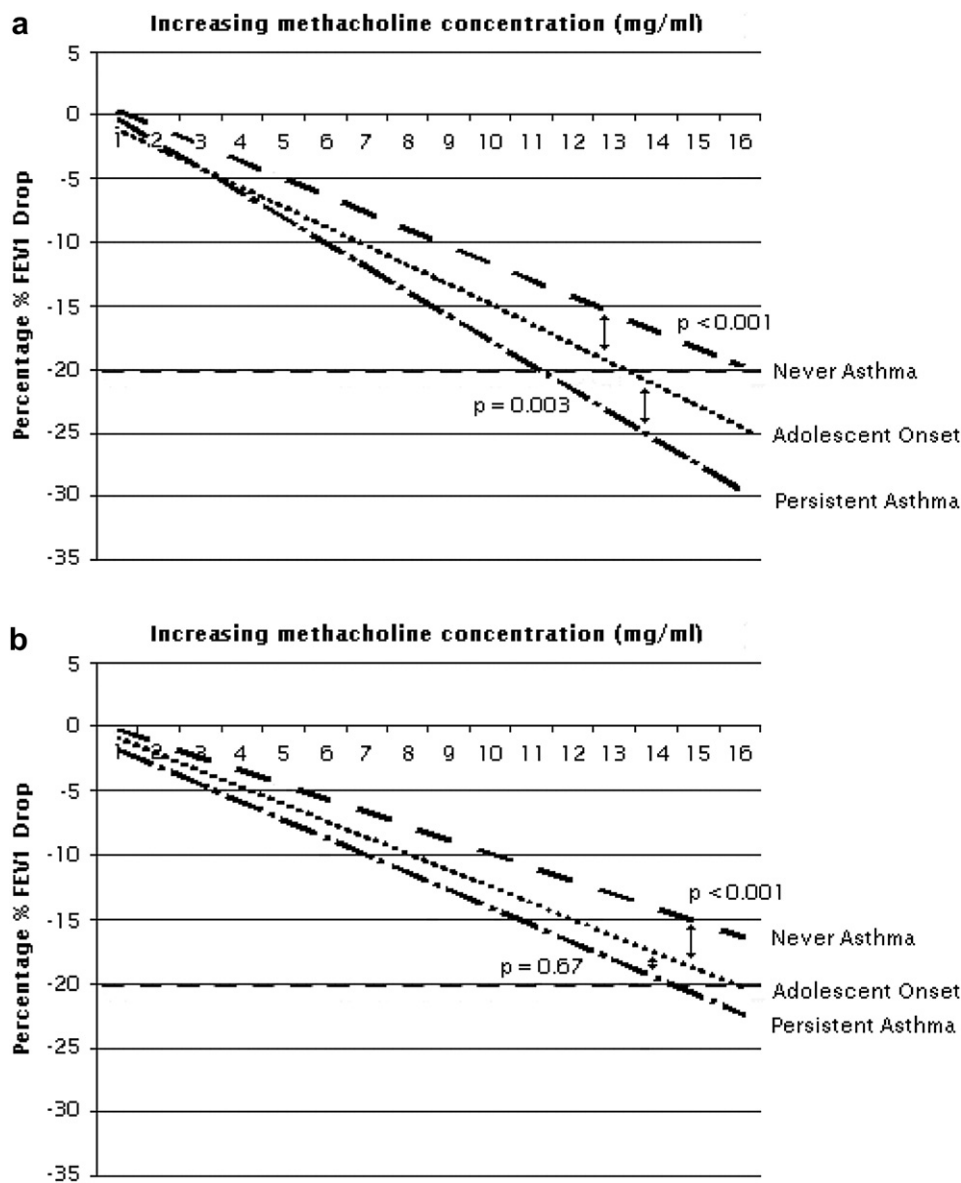 a
Increasing methacholine concentration (mg/ml)
Percentage % FEV1 Drop
5
0
-5
-10
-15
-20
-25
-30
-35
1 2 3 4 5 6 7 8 9 10 11 12 13 14 15 16
p <0.001
p = 0.003
Never Asthma
Adolescent Onset
Persistent Asthma
b
Increasing methacholine concentration (mg/ml)
Percentage % FEV1 Drop
5
0
-5
-10
-15
-20
-25
-30
-35
1 2 3 4 5 6 7 8 9 10 11 12 13 14 15 16
p <0.001
p = 0.67
Never Asthma
Adolescent Onset
Persistent Asthma